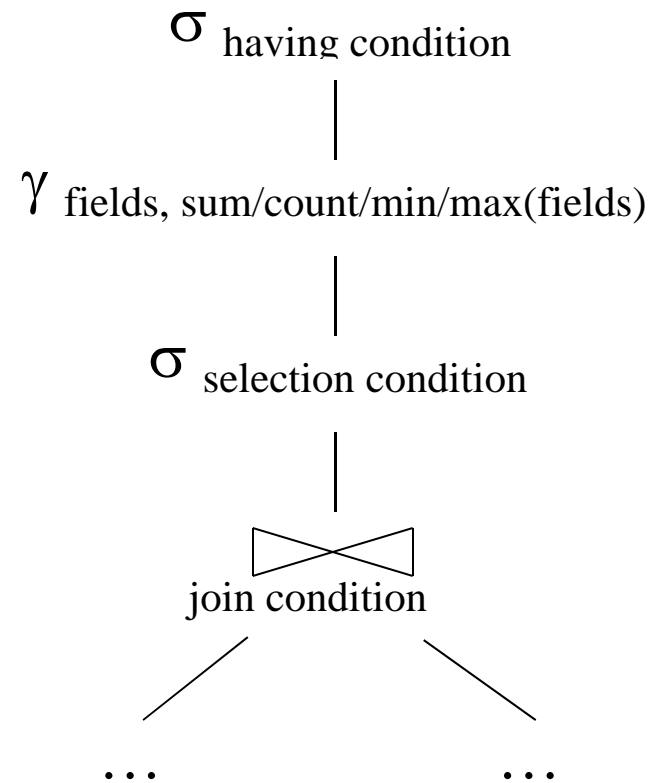 σ having condition
γ fields, sum/count/min/max(fields)
σ selection condition
join condition
... ...